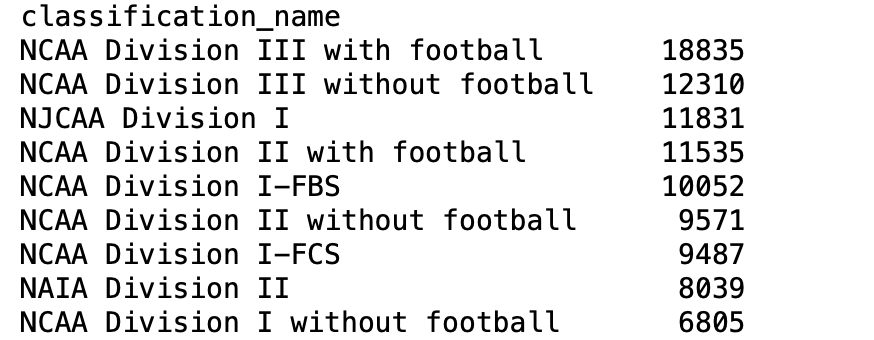 classification_name
NCAA Division III with football 18835
NCAA Division III without football 12310
NJCAA Division I 11831
NCAA Division II with football 11535
NCAA Division I-FBS 10052
NCAA Division II without football 9571
NCAA Division I-FCS 9487
NAIA Division II 8039
NCAA Division I without football 6805